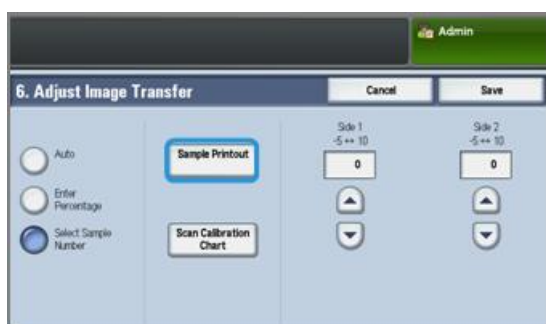 Admin
6. Adjust Image Transfer
Cancel
Save
Auto
Enter
Percentage
Select Sample
Number
Sample Printout
Scan Calibration
Chart
Side 1
-5 ↔ 10
0
Side 2
-5 ↔ 10
0